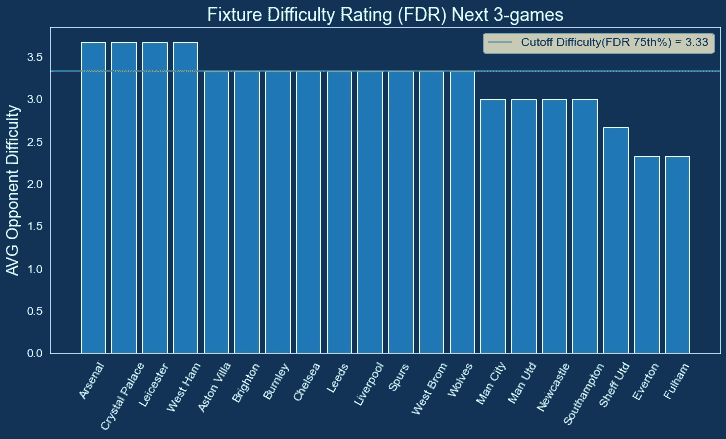 Fixture Difficulty Rating (FDR) Next 3-games
Cutoff Difficulty(FDR 75th%) = 3.33
AVG Opponent Difficulty
3.5
3.0
2.5
2.0
1.5
1.0
0.5
0.0
Arsenal
Crystal Palace
Leicester
West Ham
Aston Villa
Brighton
Burnley
Chelsea
Leeds
Liverpool
Spurs
West Brom
Wolves
Man City
Man Utd
Newcastle
Southampton
Sheff Utd
Everton
Fulham